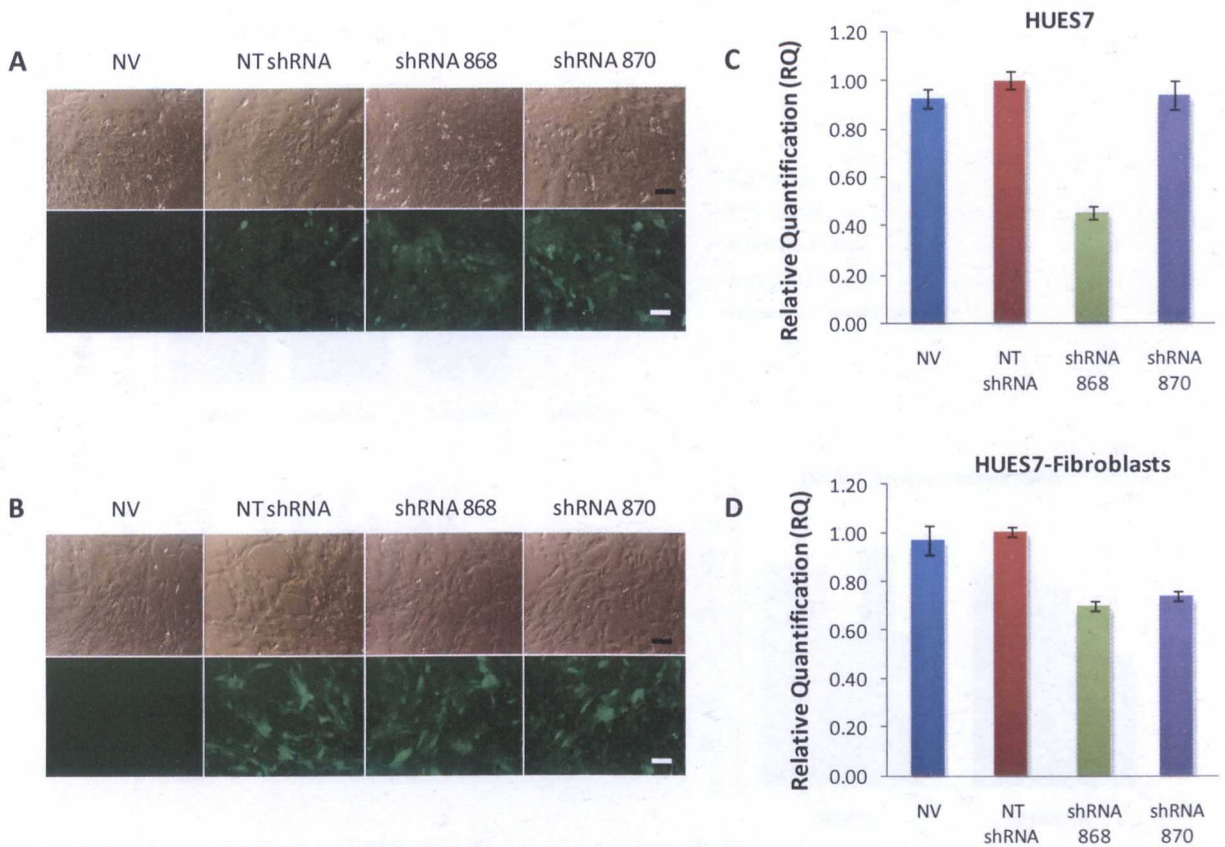 A
NV
NT shRNA
shRNA 868
shRNA 870
B
NV
NT shRNA
shRNA 868
shRNA 870
C
HUES7
Relative Quantification (RQ)
1.20
1.00
0.80
0.60
0.40
0.20
0.00
NV
NT
shRNA
shRNA
868
shRNA
870
D
HUES7-Fibroblasts
Relative Quantification (RQ)
1.20
1.00
0.80
0.60
0.40
0.20
0.00
NV
NT
shRNA
shRNA
868
shRNA
870